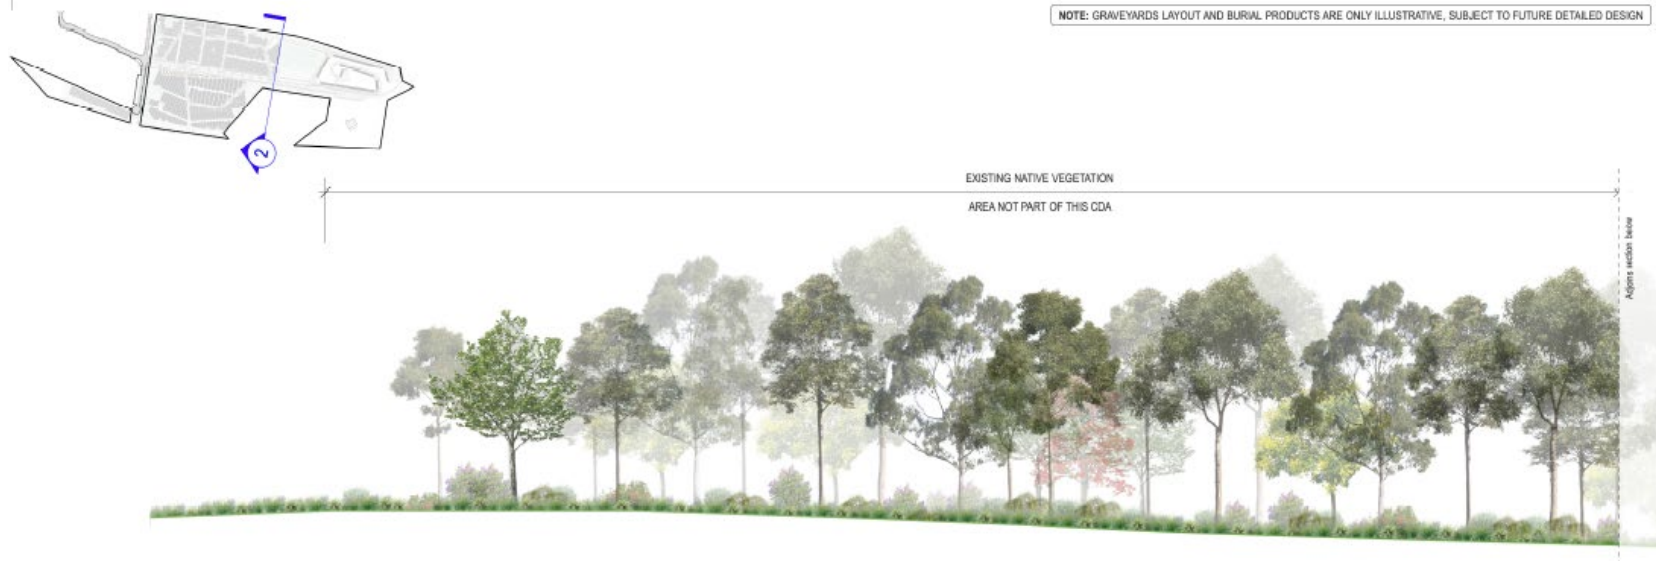 NOTE: GRAVEYARDS LAYOUT AND BURIAL PRODUCTS ARE ONLY ILLUSTRATIVE, SUBJECT TO FUTURE DETAILED DESIGN
2
EXISTING NATIVE VEGETATION
AREA NOT PART OF THIS CDA
Adjoins section below